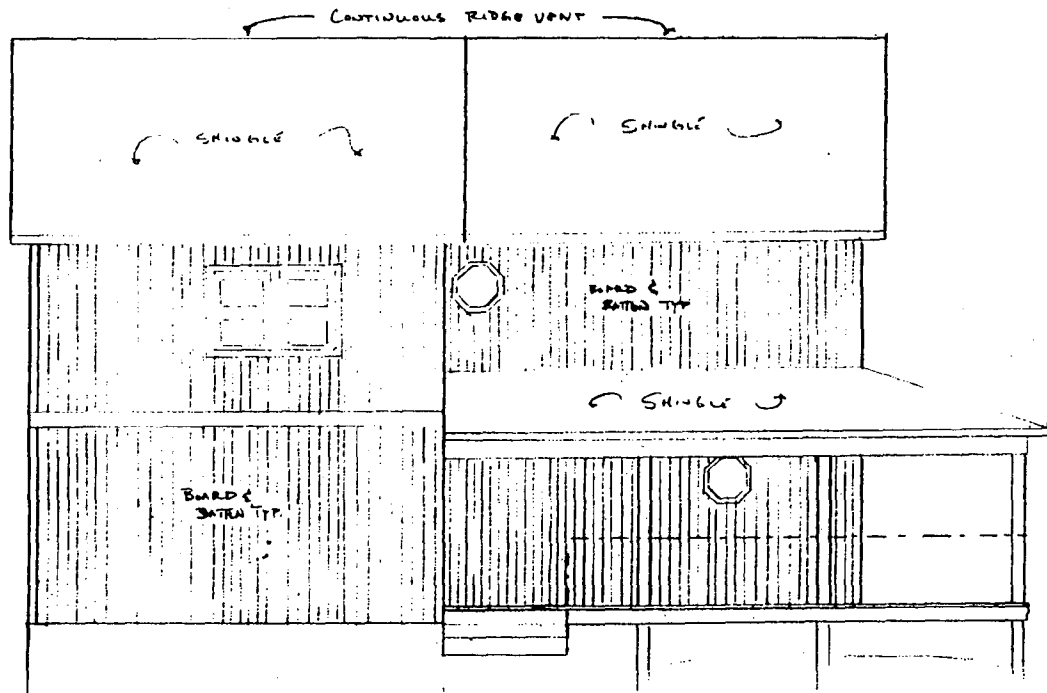 CONTINUOUS RIDGE VENT
SHINGLE
SHINGLE
BOARD &
BATTEN TYP
SHINGLE
BOARD &
BATTEN TYP.